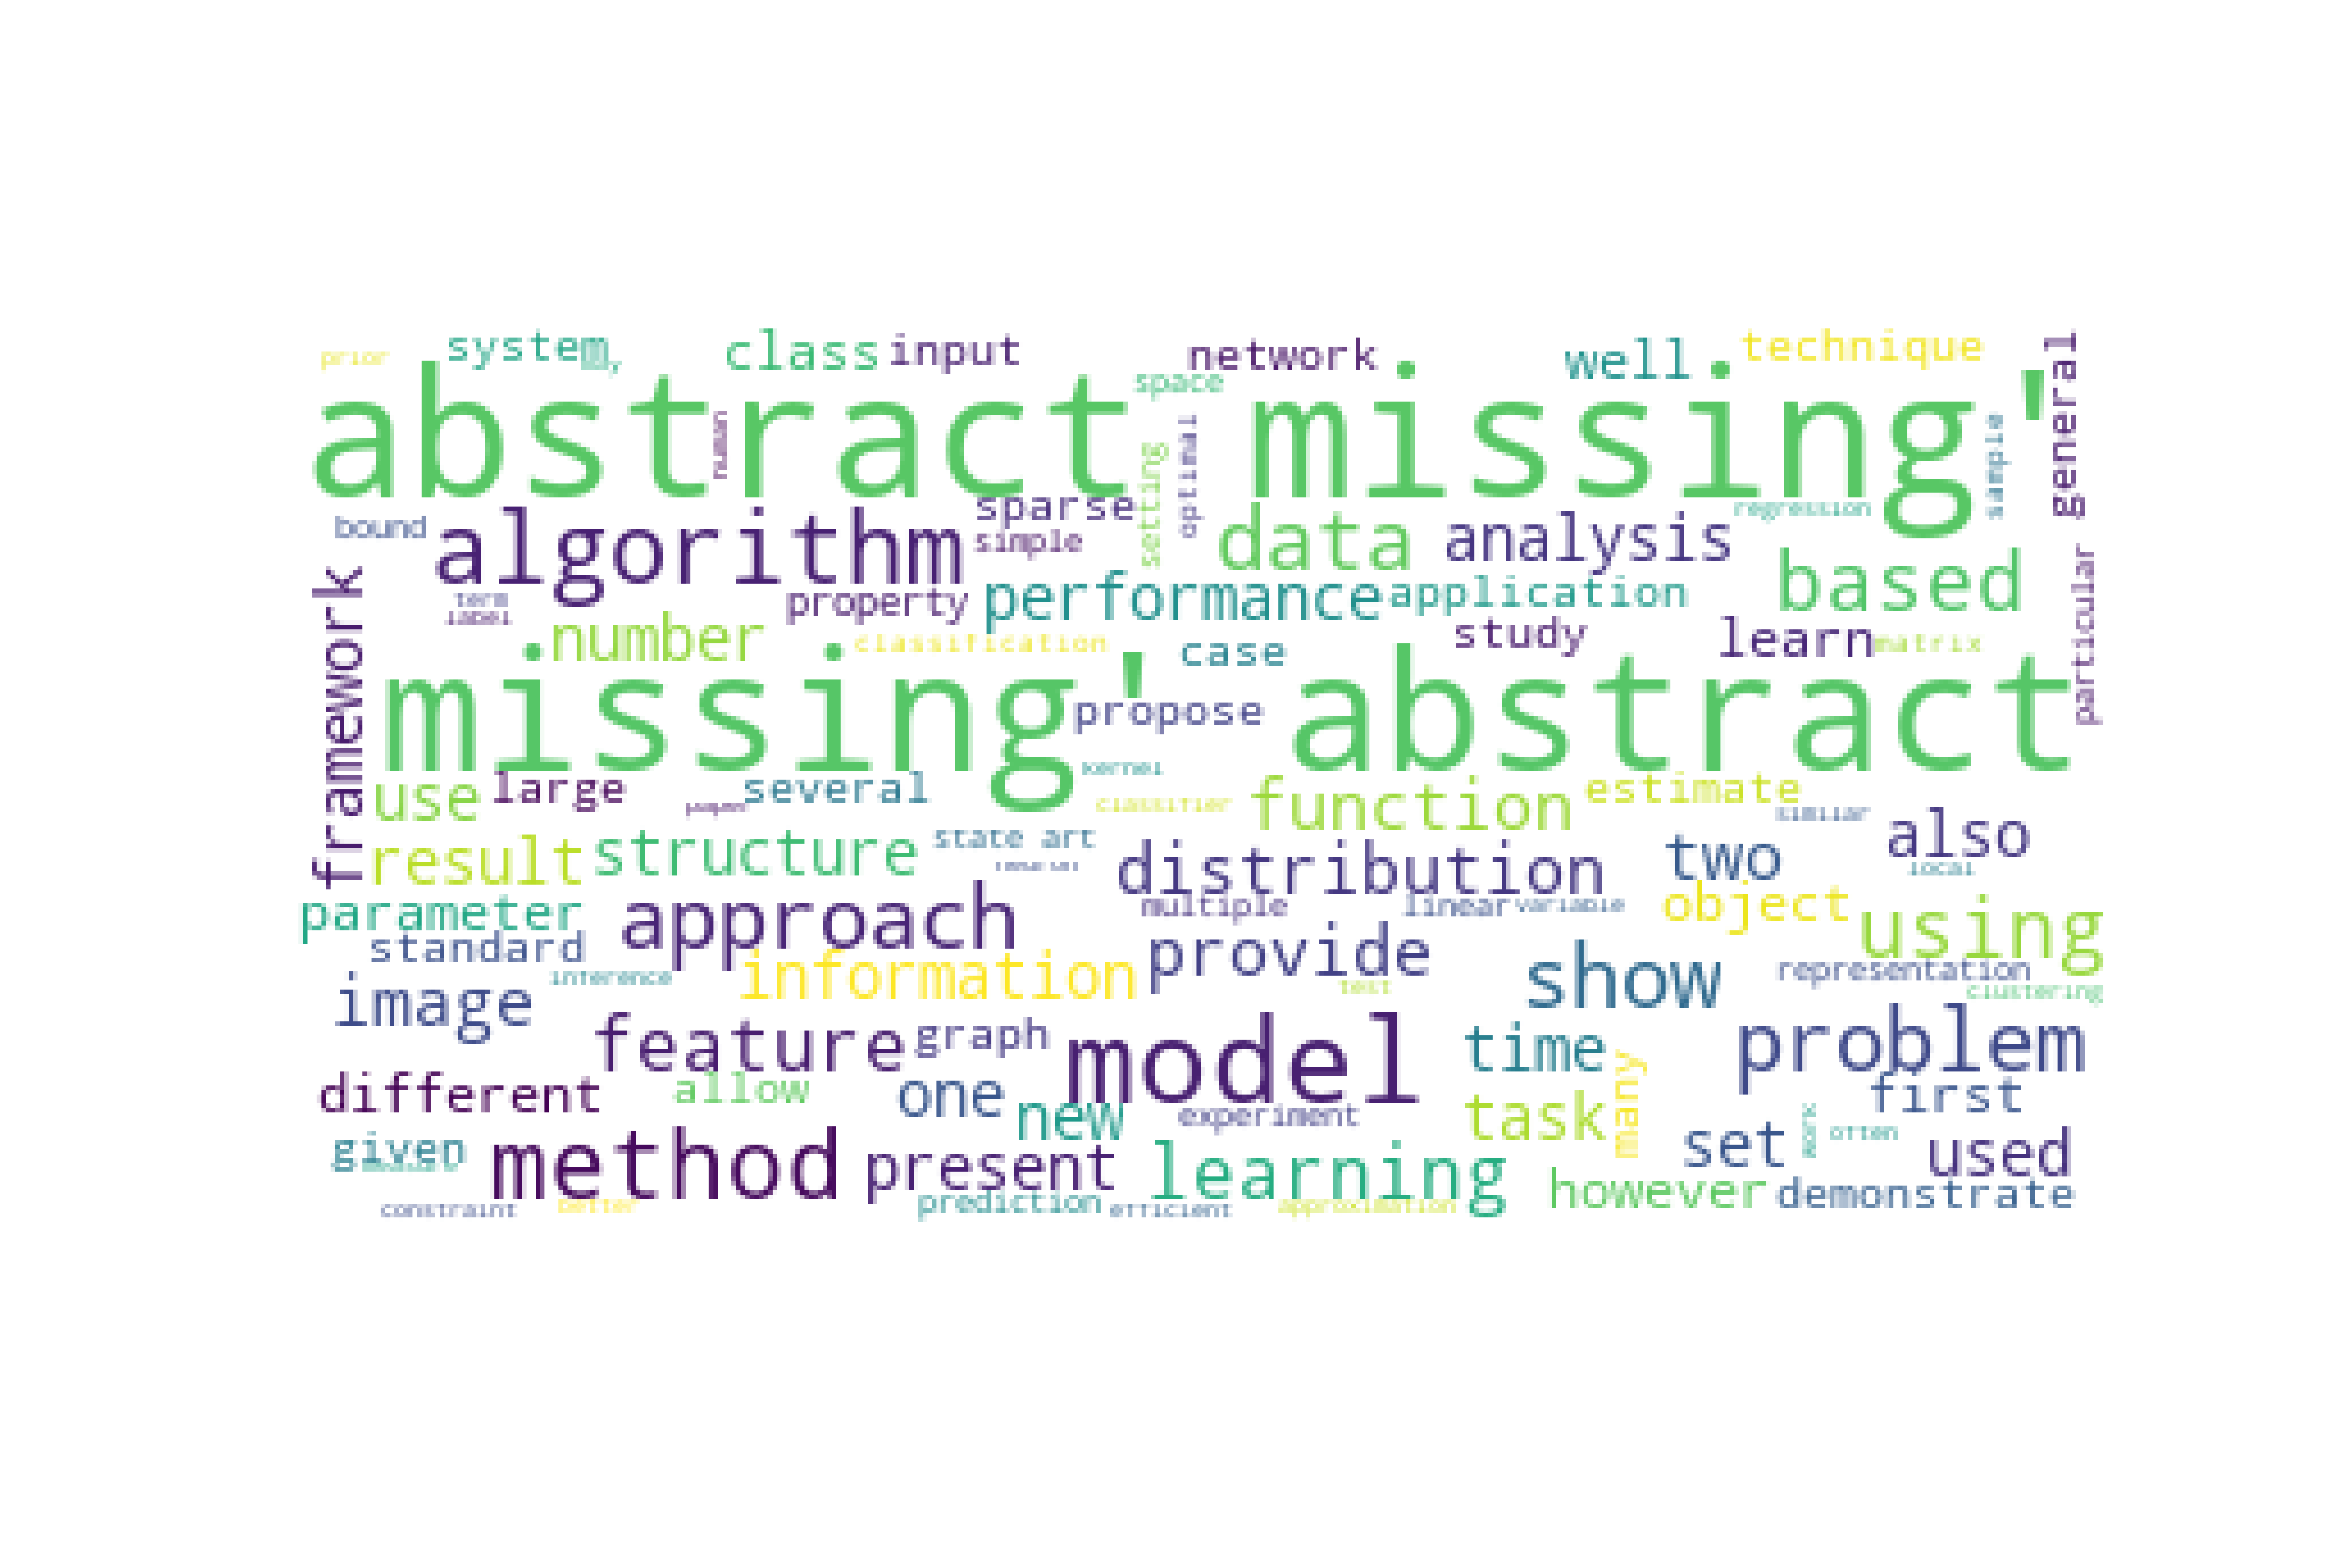 prior system class input network well technique general
space
abstract missing'
human setting optimal sample
bound algorithm sparse simple data analysis regression based particular
framework term label property performance application
number classification case study learn matrix
missing' abstract
propose
use large several kernel classifier function estimate similar also
result structure state art distribution two local
parameter approach multiple linear variable object using
standard information provide show representation
image inference test clustering
feature graph model time problem
different allow one new experiment task many first
given method present learning set often used
constraint better prediction efficient approximation however demonstrate